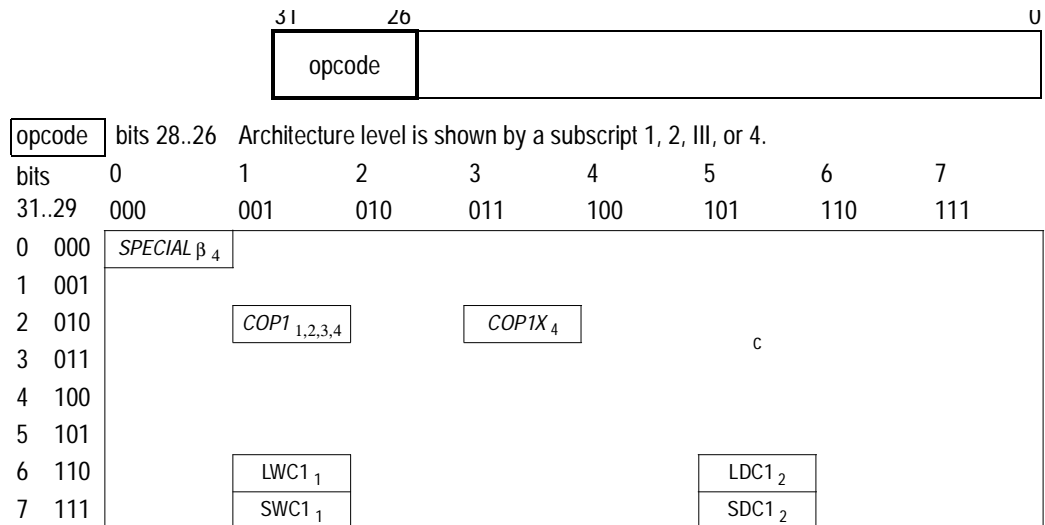 31 26 0
opcode
opcode bits 28..26 Architecture level is shown by a subscript 1, 2, III, or 4.
bits 0 1 2 3 4 5 6 7
31..29 000 001 010 011 100 101 110 111
0 000 SPECIAL β 4
1 001
2 010 COP1 1,2,3,4 COP1X 4
c
3 011
4 100
5 101
6 110 LWC1 1 LDC1 2
7 111 SWC1 1 SDC1 2